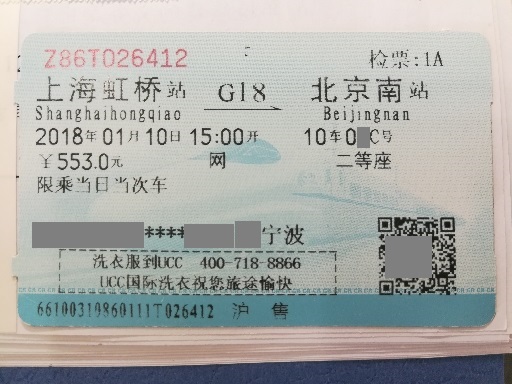 Z86T026412 检票:1A
上海虹桥站 G18 北京南站
Shanghaihongqiao Beijingnan
2018年01月10日15:00开 10车0 C号
￥553.0元 网 二等座
限乘当日当次车
**** 宁波
洗衣服到UCC 400-718-8866
UCC国际洗衣祝您旅途愉快
66100310860111T026412 沪售